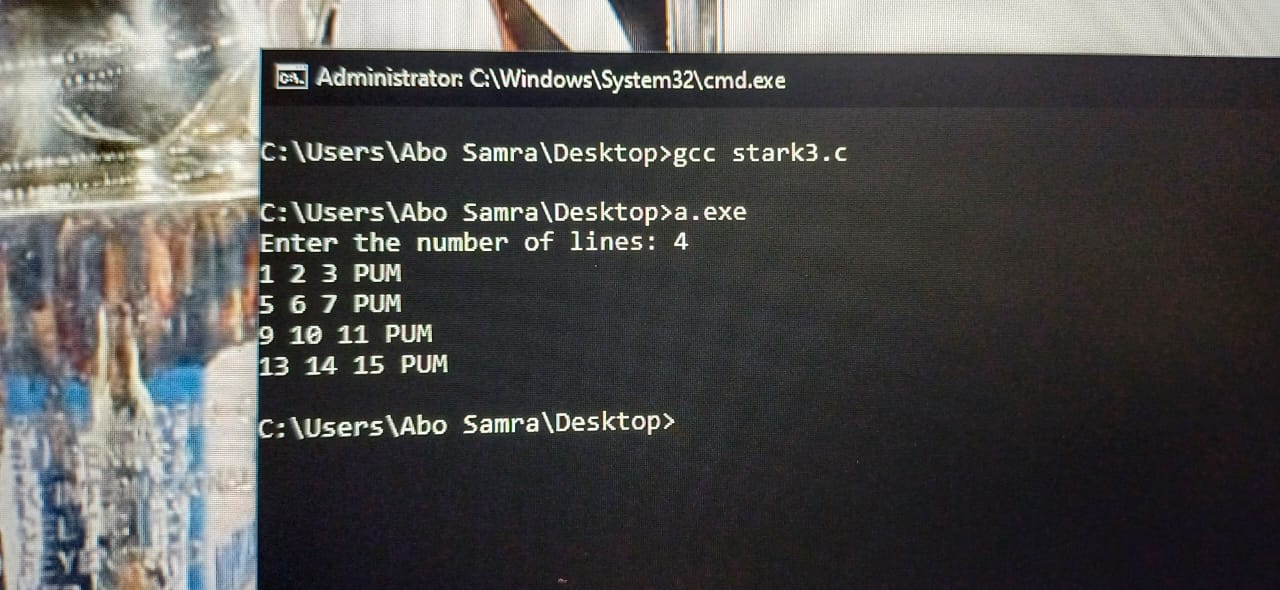 Administrator: C:\Windows\System32\cmd.exe
C:\Users\Abo Samra\Desktop>gcc stark3.c
C:\Users\Abo Samra\Desktop>a.exe
Enter the number of lines: 4
1 2 3 PUM
5 6 7 PUM
9 10 11 PUM
13 14 15 PUM
C:\Users\Abo Samra\Desktop>